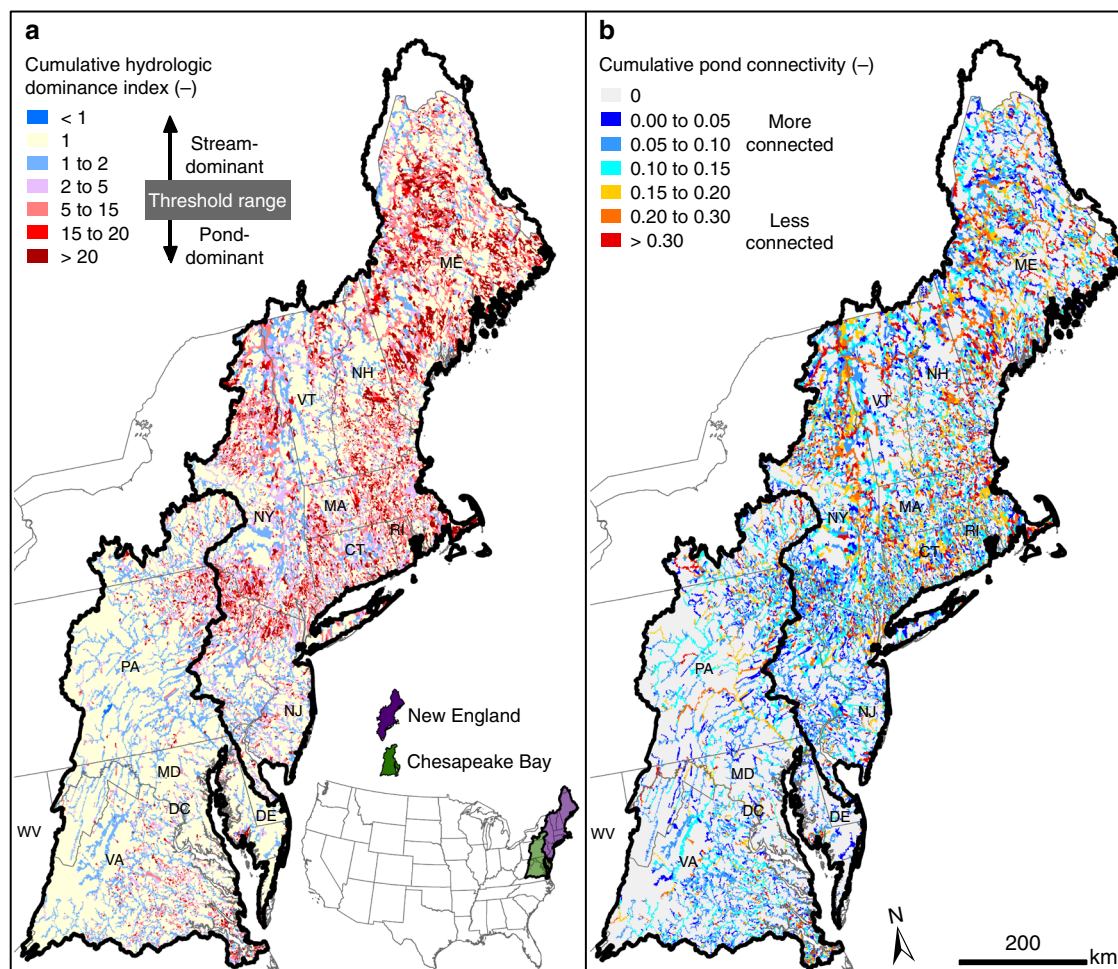 a
Cumulative hydrologic
dominance index (–)
< 1
1
1 to 2
2 to 5
5 to 15
15 to 20
> 20
Stream-
dominant
Threshold range
Pond-
dominant
ME
VT
NH
NY
MA
RI
CT
PA
NJ
MD
DC
DE
WV
VA
New England
Chesapeake Bay
b
Cumulative pond connectivity (–)
0
0.00 to 0.05
0.05 to 0.10
0.10 to 0.15
0.15 to 0.20
0.20 to 0.30
> 0.30
More
connected
Less
connected
ME
NH
VT
MA
NY
RI
CT
PA
NJ
MD
DC
DE
WV
VA
N
200
km